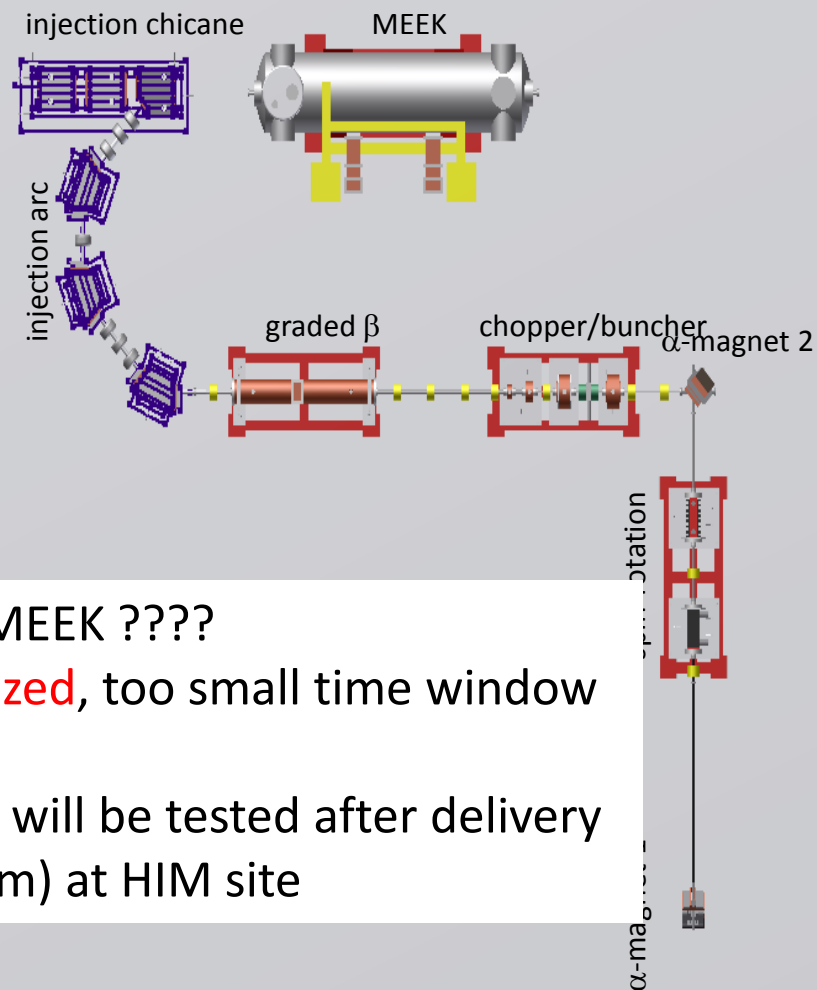 injection chicane
MEEK
injection arc
graded β
chopper/buncher
α-magnet 2
MEEK ????
, too small time window
will be tested after delivery
at HIM site